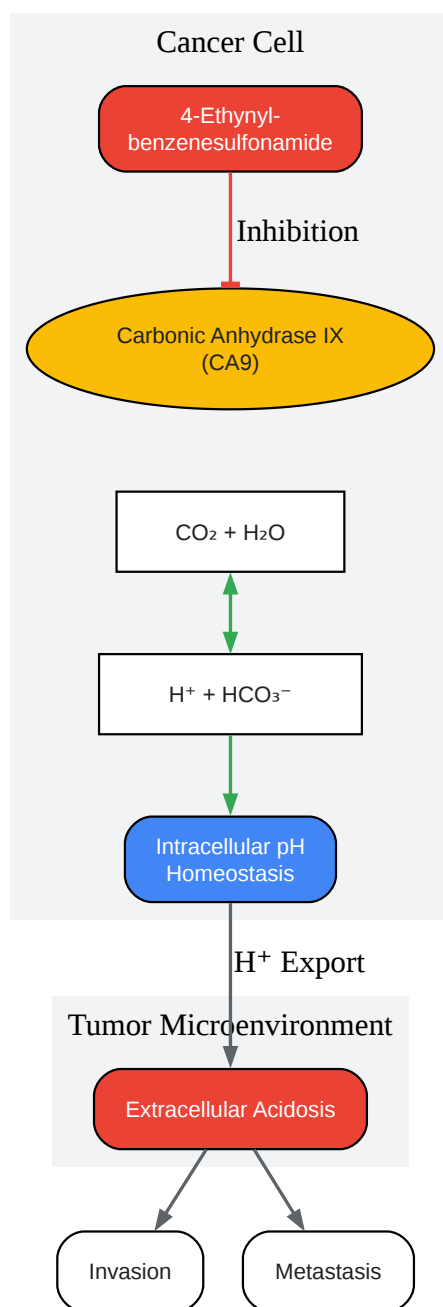 Cancer Cell
4-Ethynyl-
benzenesulfonamide
Inhibition
Carbonic Anhydrase IX
(CA9)
CO₂ + H₂O
H⁺ + HCO₃⁻
Intracellular pH
Homeostasis
H⁺ Export
Tumor Microenvironment
Extracellular Acidosis
Invasion
Metastasis